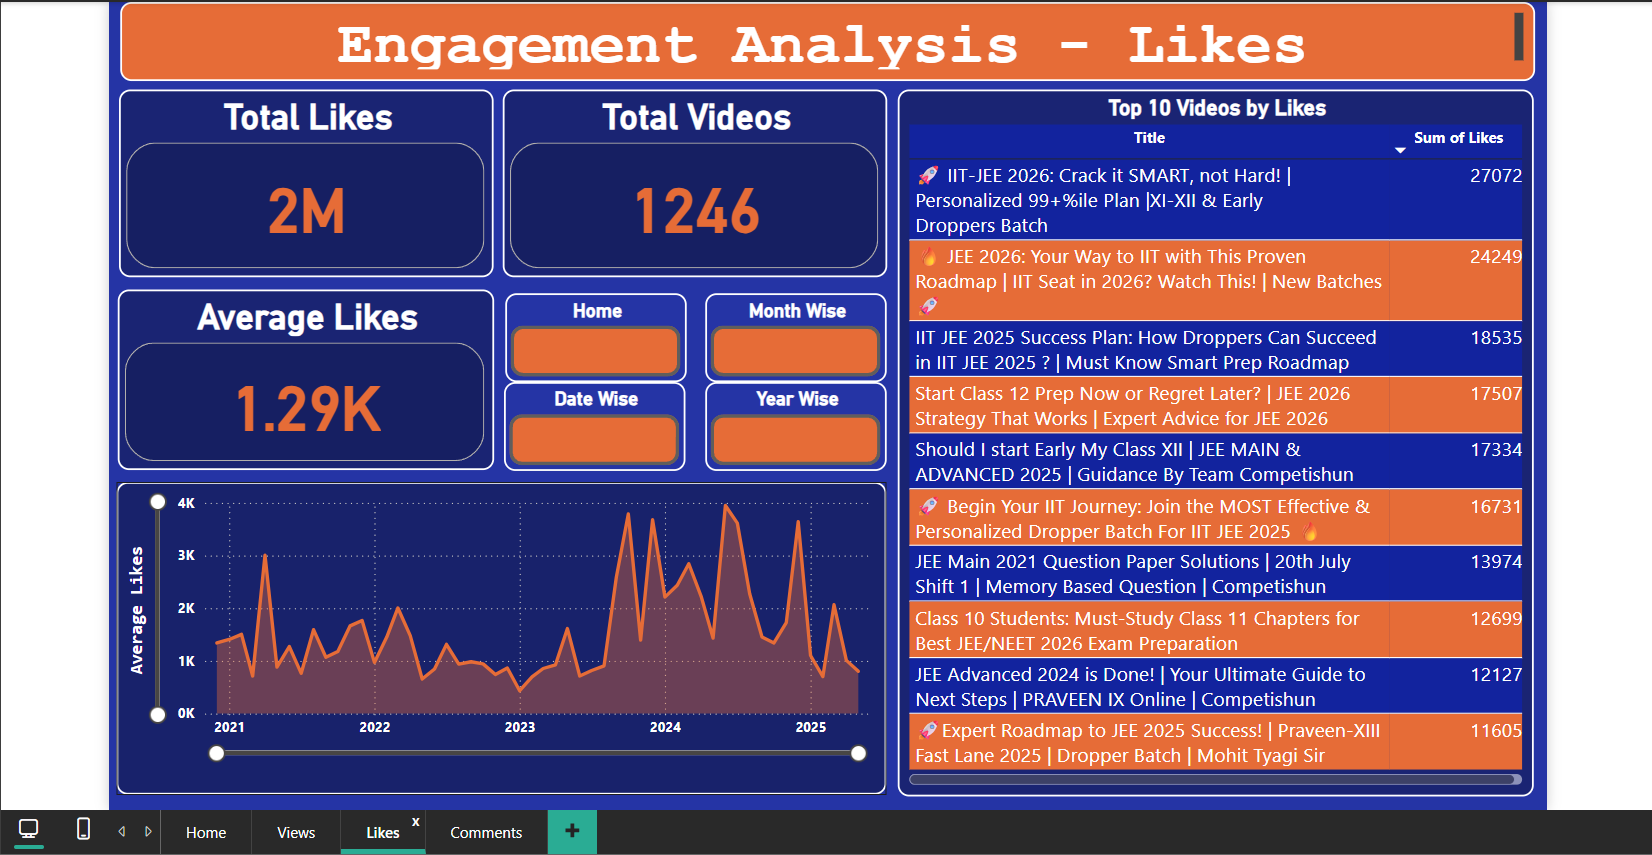 Engagement Analysis - Likes
Total Likes
2M
Total Videos
1246
Average Likes
1.29K
Home
Month Wise
Date Wise
Year Wise
Average Likes
4K
3K
2K
1K
0K
2021 2022 2023 2024 2025
Top 10 Videos by Likes
Title Sum of Likes
🚀 IIT-JEE 2026: Crack it SMART, not Hard! | 27072
Personalized 99+%ile Plan |XI-XII & Early
Droppers Batch
🔥 JEE 2026: Your Way to IIT with This Proven 24249
Roadmap | IIT Seat in 2026? Watch This! | New Batches
🚀
IIT JEE 2025 Success Plan: How Droppers Can Succeed 18535
in IIT JEE 2025 ? | Must Know Smart Prep Roadmap
Start Class 12 Prep Now or Regret Later? | JEE 2026 17507
Strategy That Works | Expert Advice for JEE 2026
Should I start Early My Class XII | JEE MAIN & 17334
ADVANCED 2025 | Guidance By Team Competishun
🚀 Begin Your IIT Journey: Join the MOST Effective & 16731
Personalized Dropper Batch For IIT JEE 2025 🔥
JEE Main 2021 Question Paper Solutions | 20th July 13974
Shift 1 | Memory Based Question | Competishun
Class 10 Students: Must-Study Class 11 Chapters for 12699
Best JEE/NEET 2026 Exam Preparation
JEE Advanced 2024 is Done! | Your Ultimate Guide to 12127
Next Steps | PRAVEEN IX Online | Competishun
🚀Expert Roadmap to JEE 2025 Success! | Praveen-XIII 11605
Fast Lane 2025 | Dropper Batch | Mohit Tyagi Sir
Home Views Likes x Comments +